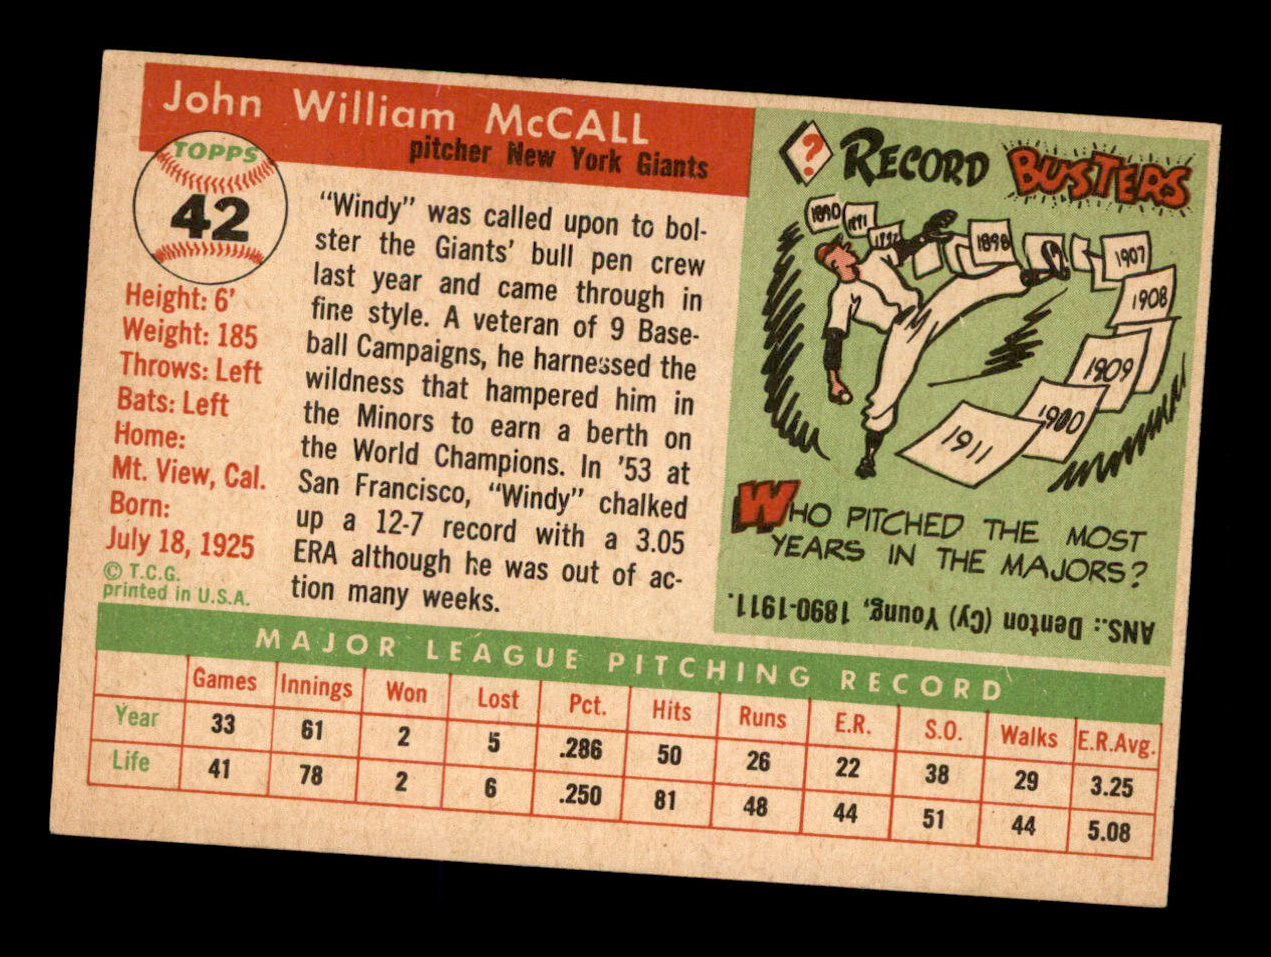 John William McCALL
pitcher New York Giants
TOPPS
42
Height: 6'
Weight: 185
Throws: Left
Bats: Left
Home:
Mt. View, Cal.
Born:
July 18, 1925
© T.C.G.
printed in U.S.A.
"Windy" was called upon to bol-
ster the Giants' bull pen crew
last year and came through in
fine style. A veteran of 9 Base-
ball Campaigns, he harnessed the
wildness that hampered him in
the Minors to earn a berth on
the World Champions. In '53 at
San Francisco, "Windy" chalked
up a 12-7 record with a 3.05
ERA although he was out of ac-
tion many weeks.
? RECORD BUSTERS
1890
1891
1892
1898
1907
1908
1909
1900
1911
WHO PITCHED THE MOST
YEARS IN THE MAJORS?
ANS.: Denton (Cy) Young, 1890-1911.
MAJOR LEAGUE PITCHING RECORD
Games Innings Won Lost Pct. Hits Runs E.R. S.O. Walks E.R.Avg.
Year 33 61 2 5 .286 50 26 22 38 29 3.25
Life 41 78 2 6 .250 81 48 44 51 44 5.08